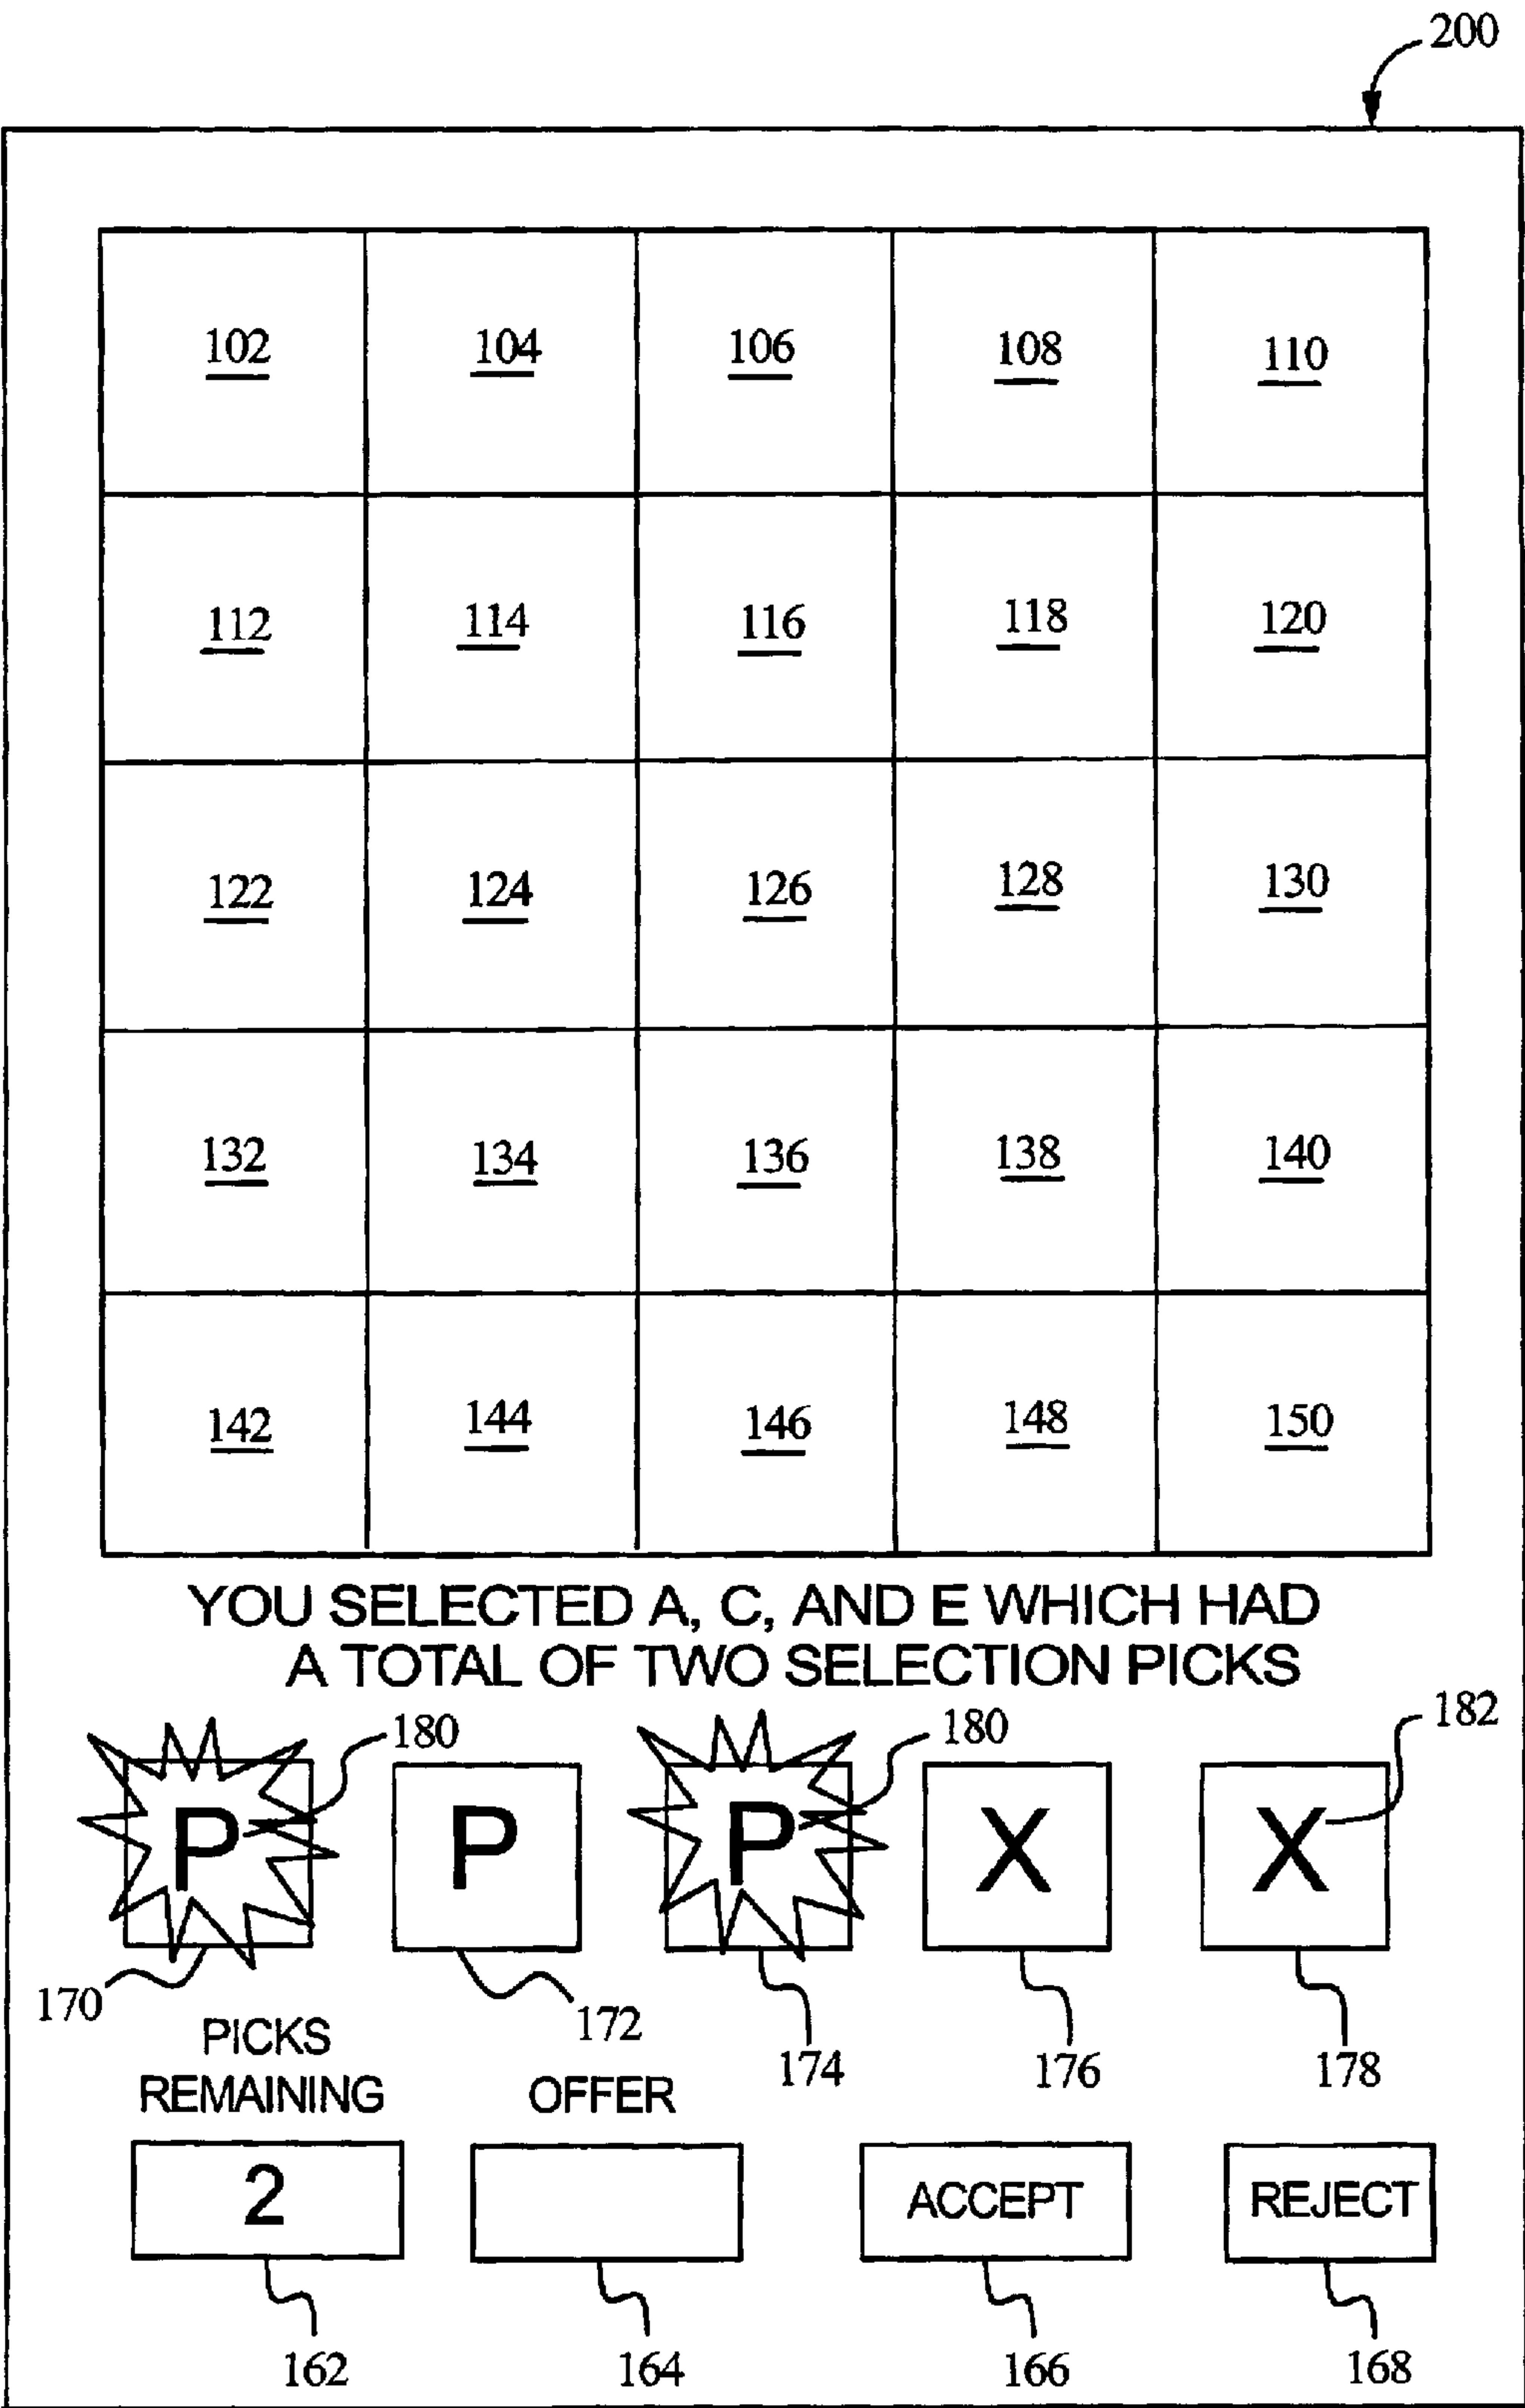 200
102 104 106 108 110
112 114 116 118 120
122 124 126 128 130
132 134 136 138 140
142 144 146 148 150
YOU SELECTED A, C, AND E WHICH HAD
A TOTAL OF TWO SELECTION PICKS
180 180 182
P P P X X
170 172 174 176 178
PICKS
REMAINING OFFER
2 ACCEPT REJECT
162 164 166 168